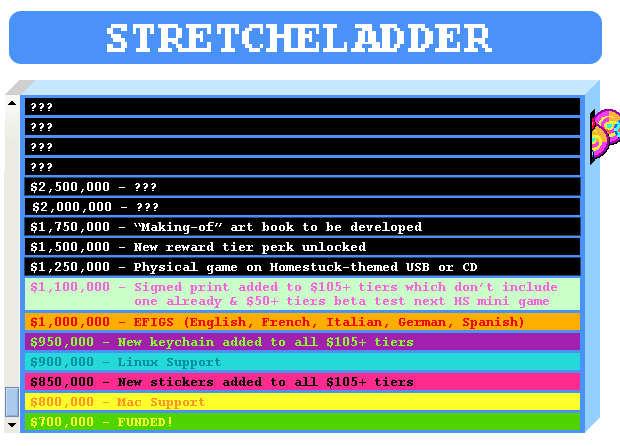 STRETCHELADDER
???
???
???
???
$2,500,000 – ???
$2,000,000 – ???
$1,750,000 – “Making-of” art book to be developed
$1,500,000 – New reward tier perk unlocked
$1,250,000 – Physical game on Homestuck-themed USB or CD
$1,100,000 – Signed print added to $105+ tiers which don’t include
one already & $50+ tiers beta test next HS mini game
$1,000,000 – EFIGS (English, French, Italian, German, Spanish)
$950,000 – New keychain added to all $105+ tiers
$900,000 – Linux Support
$850,000 – New stickers added to all $105+ tiers
$800,000 – Mac Support
$700,000 – FUNDED!